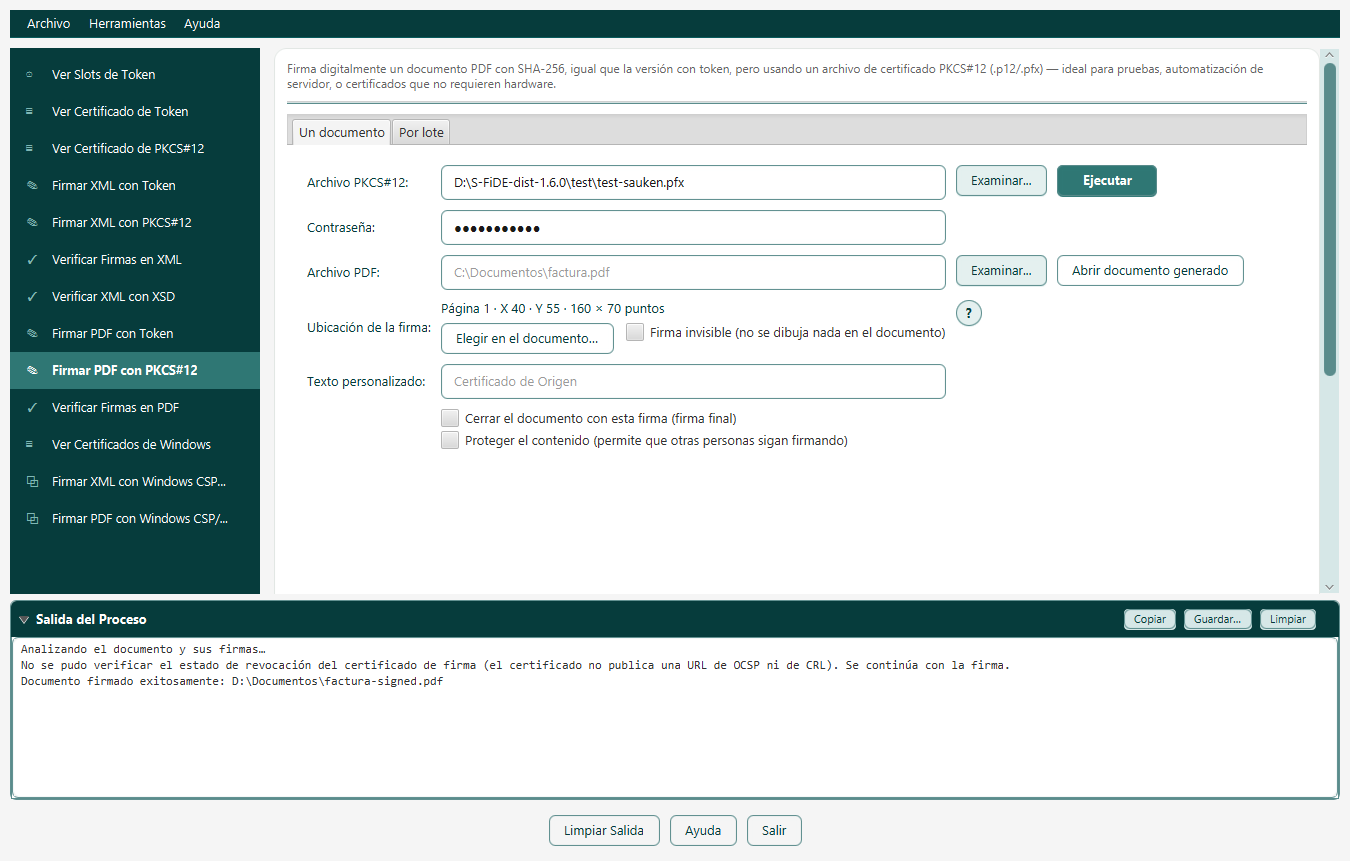 Archivo Herramientas Ayuda
Ver Slots de Token
Ver Certificado de Token
Ver Certificado de PKCS#12
Firmar XML con Token
Firmar XML con PKCS#12
Verificar Firmas en XML
Verificar XML con XSD
Firmar PDF con Token
Firmar PDF con PKCS#12
Verificar Firmas en PDF
Ver Certificados de Windows
Firmar XML con Windows CSP...
Firmar PDF con Windows CSP/...
Firma digitalmente un documento PDF con SHA-256, igual que la versión con token, pero usando un archivo de certificado PKCS#12 (.p12/.pfx) — ideal para pruebas, automatización de
servidor, o certificados que no requieren hardware.
Un documento Por lote
Archivo PKCS#12: D:\S-FiDE-dist-1.6.0\test\test-sauken.pfx Examinar... Ejecutar
Contraseña: ●●●●●●●●●●●
Archivo PDF: C:\Documentos\factura.pdf Examinar... Abrir documento generado
Ubicación de la firma: Página 1 · X 40 · Y 55 · 160 × 70 puntos ?
Elegir en el documento... Firma invisible (no se dibuja nada en el documento)
Texto personalizado: Certificado de Origen
Cerrar el documento con esta firma (firma final)
Proteger el contenido (permite que otras personas sigan firmando)
Salida del Proceso Copiar Guardar... Limpiar
Analizando el documento y sus firmas…
No se pudo verificar el estado de revocación del certificado de firma (el certificado no publica una URL de OCSP ni de CRL). Se continúa con la firma.
Documento firmado exitosamente: D:\Documentos\factura-signed.pdf
Limpiar Salida Ayuda Salir